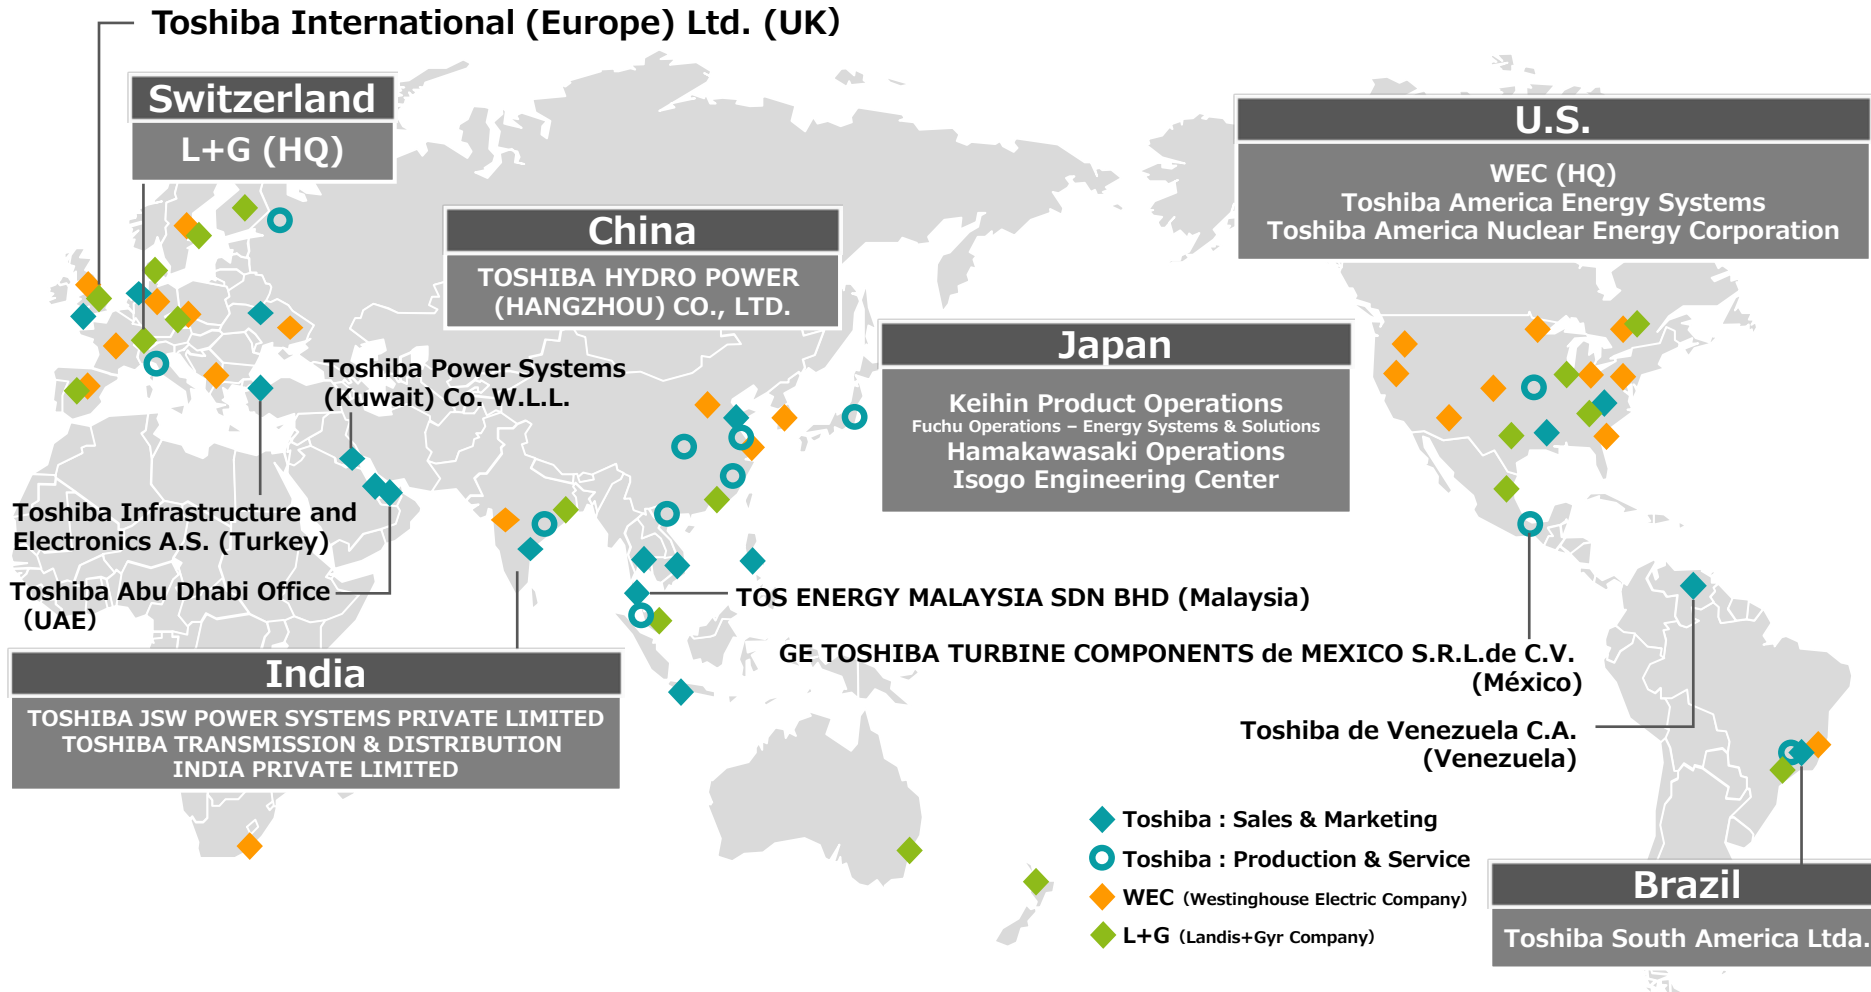 Toshiba International (Europe) Ltd. (UK)
Switzerland
L+G (HQ)
U.S.
WEC (HQ)
Toshiba America Energy Systems
Toshiba America Nuclear Energy Corporation
China
TOSHIBA HYDRO POWER
(HANGZHOU) CO., LTD.
Japan
Keihin Product Operations
Fuchu Operations – Energy Systems & Solutions
Hamakawasaki Operations
Isogo Engineering Center
Toshiba Power Systems
(Kuwait) Co. W.L.L.
Toshiba Infrastructure and
Electronics A.S. (Turkey)
Toshiba Abu Dhabi Office
(UAE)
TOS ENERGY MALAYSIA SDN BHD (Malaysia)
GE TOSHIBA TURBINE COMPONENTS de MEXICO S.R.L.de C.V.
(México)
India
TOSHIBA JSW POWER SYSTEMS PRIVATE LIMITED
TOSHIBA TRANSMISSION & DISTRIBUTION
INDIA PRIVATE LIMITED
Toshiba de Venezuela C.A.
(Venezuela)
Toshiba : Sales & Marketing
Toshiba : Production & Service
WEC (Westinghouse Electric Company)
L+G (Landis+Gyr Company)
Brazil
Toshiba South America Ltda.